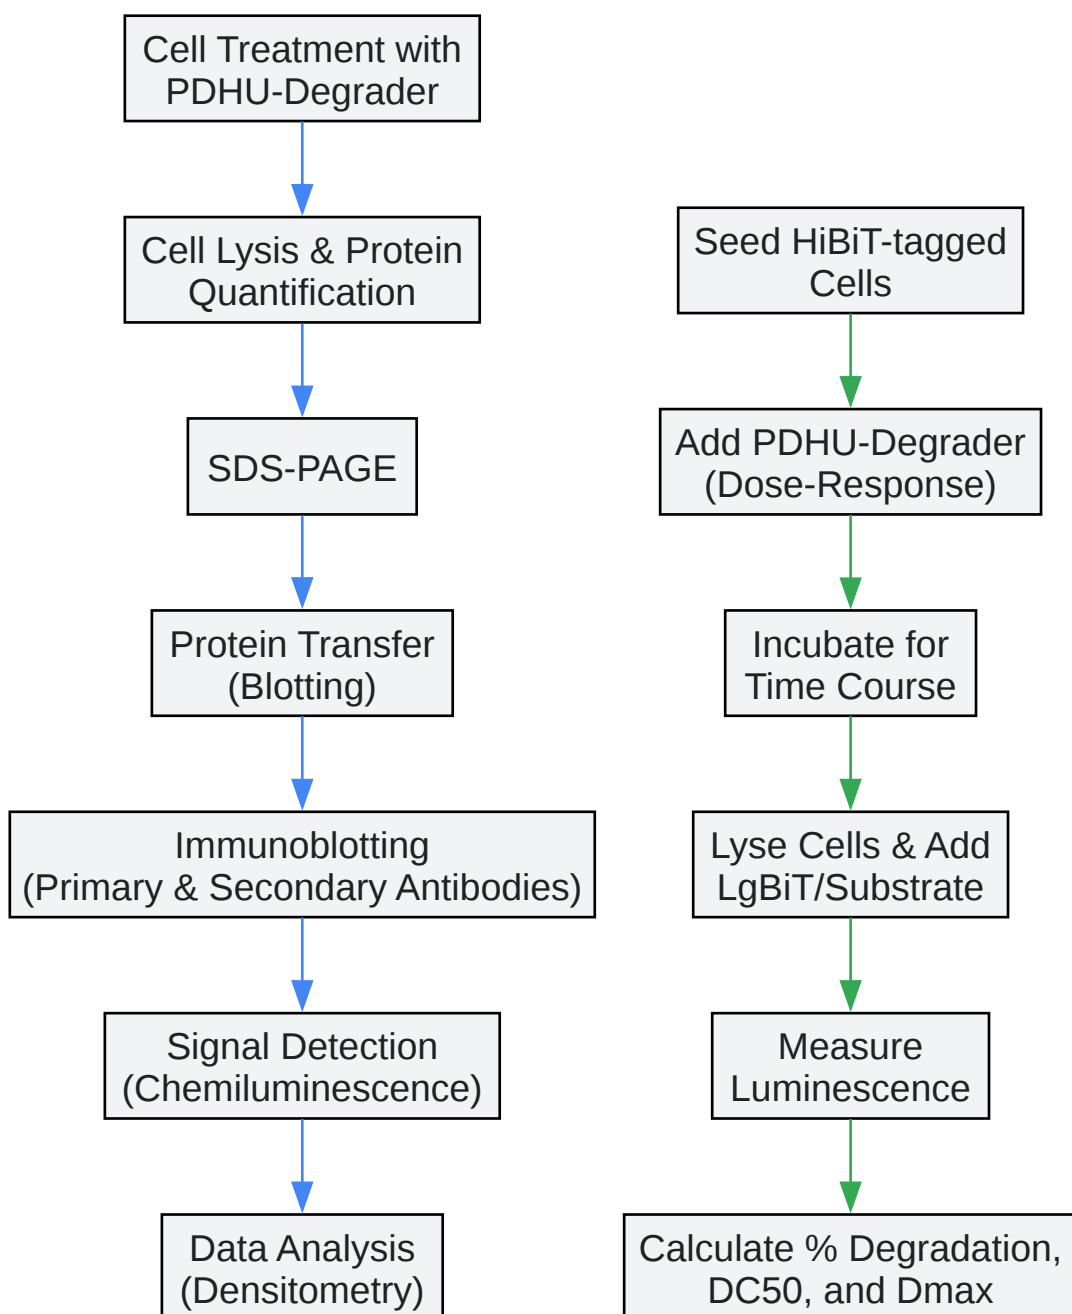 Cell Treatment with
PDHU-Degrader
Cell Lysis & Protein
Quantification
SDS-PAGE
Protein Transfer
(Blotting)
Immunoblotting
(Primary & Secondary Antibodies)
Signal Detection
(Chemiluminescence)
Data Analysis
(Densitometry)
Seed HiBiT-tagged
Cells
Add PDHU-Degrader
(Dose-Response)
Incubate for
Time Course
Lyse Cells & Add
LgBiT/Substrate
Measure
Luminescence
Calculate % Degradation,
DC50, and Dmax